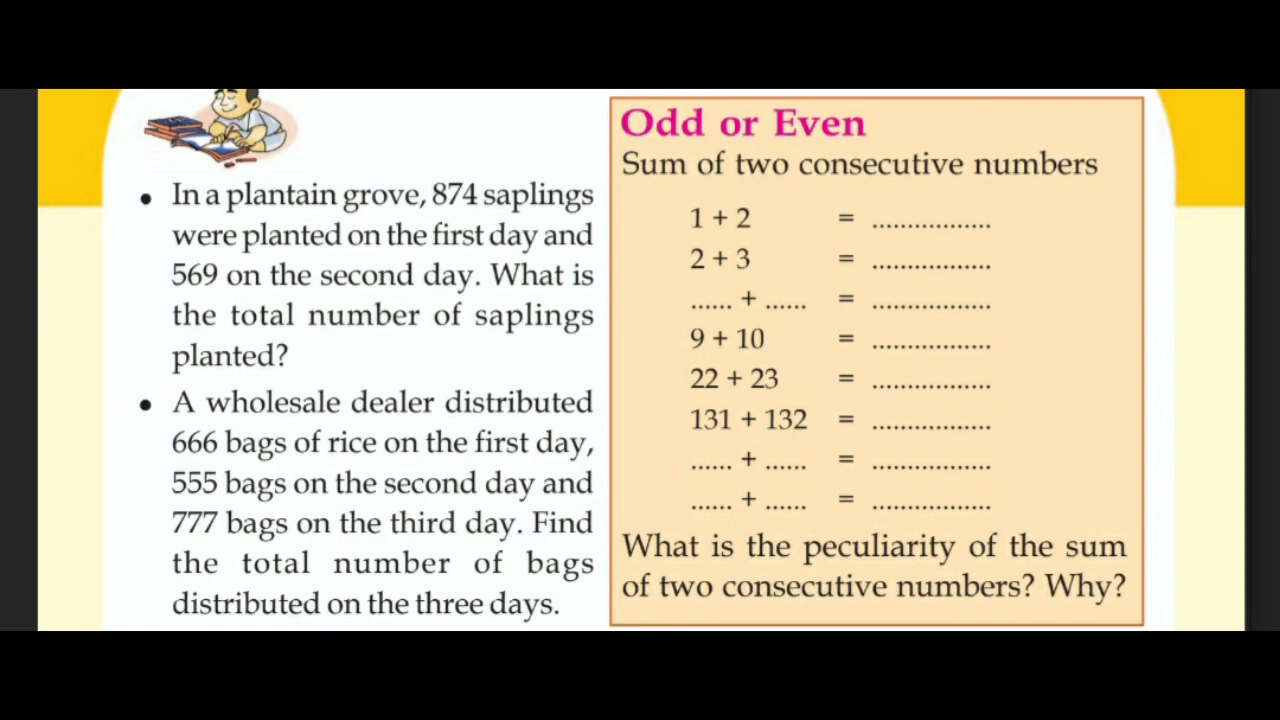 • In a plantain grove, 874 saplings
were planted on the first day and
569 on the second day. What is
the total number of saplings
planted?
• A wholesale dealer distributed
666 bags of rice on the first day,
555 bags on the second day and
777 bags on the third day. Find
the total number of bags
distributed on the three days.
Odd or Even
Sum of two consecutive numbers
1 + 2 = .................
2 + 3 = .................
...... + ...... = .................
9 + 10 = .................
22 + 23 = .................
131 + 132 = .................
...... + ...... = .................
...... + ...... = .................
What is the peculiarity of the sum
of two consecutive numbers? Why?